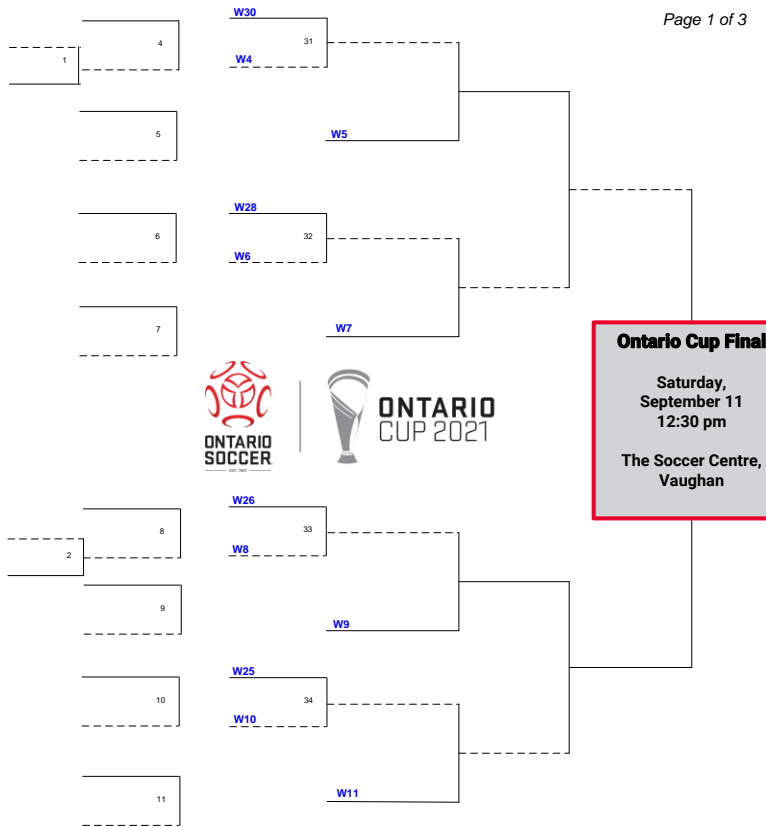 Page 1 of 3
W30
4
31
1
W4
5
W5
W28
6
32
W6
7
W7
Ontario Cup Final
Saturday,
September 11
12:30 pm
The Soccer Centre,
Vaughan
ONTARIO
SOCCER
ONTARIO
CUP 2021
W26
8
33
2
W8
9
W9
W25
10
34
W10
11
W11